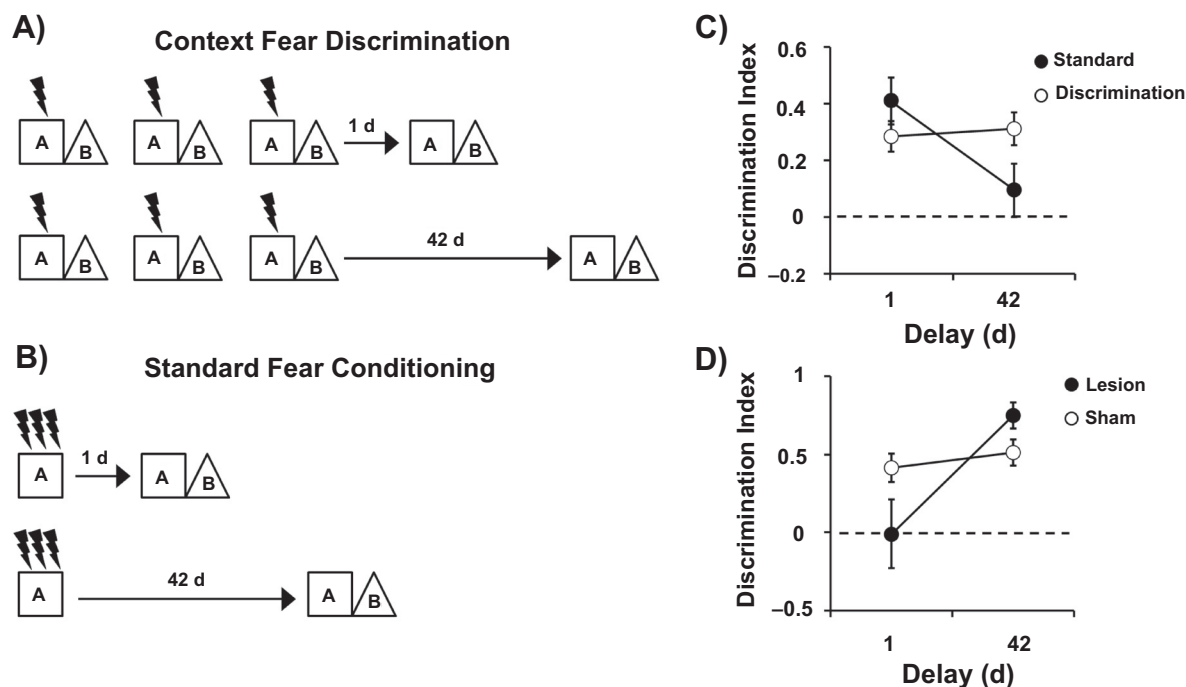 A)
Context Fear Discrimination
A B A B A B 1 d A B
A B A B A B 42 d A B
B)
Standard Fear Conditioning
A 1 d A B
A 42 d A B
C)
Discrimination Index
0.6
0.4
0.2
0
–0.2
1 42
Delay (d)
Standard
Discrimination
D)
Discrimination Index
1
0.5
0
–0.5
1 42
Delay (d)
Lesion
Sham